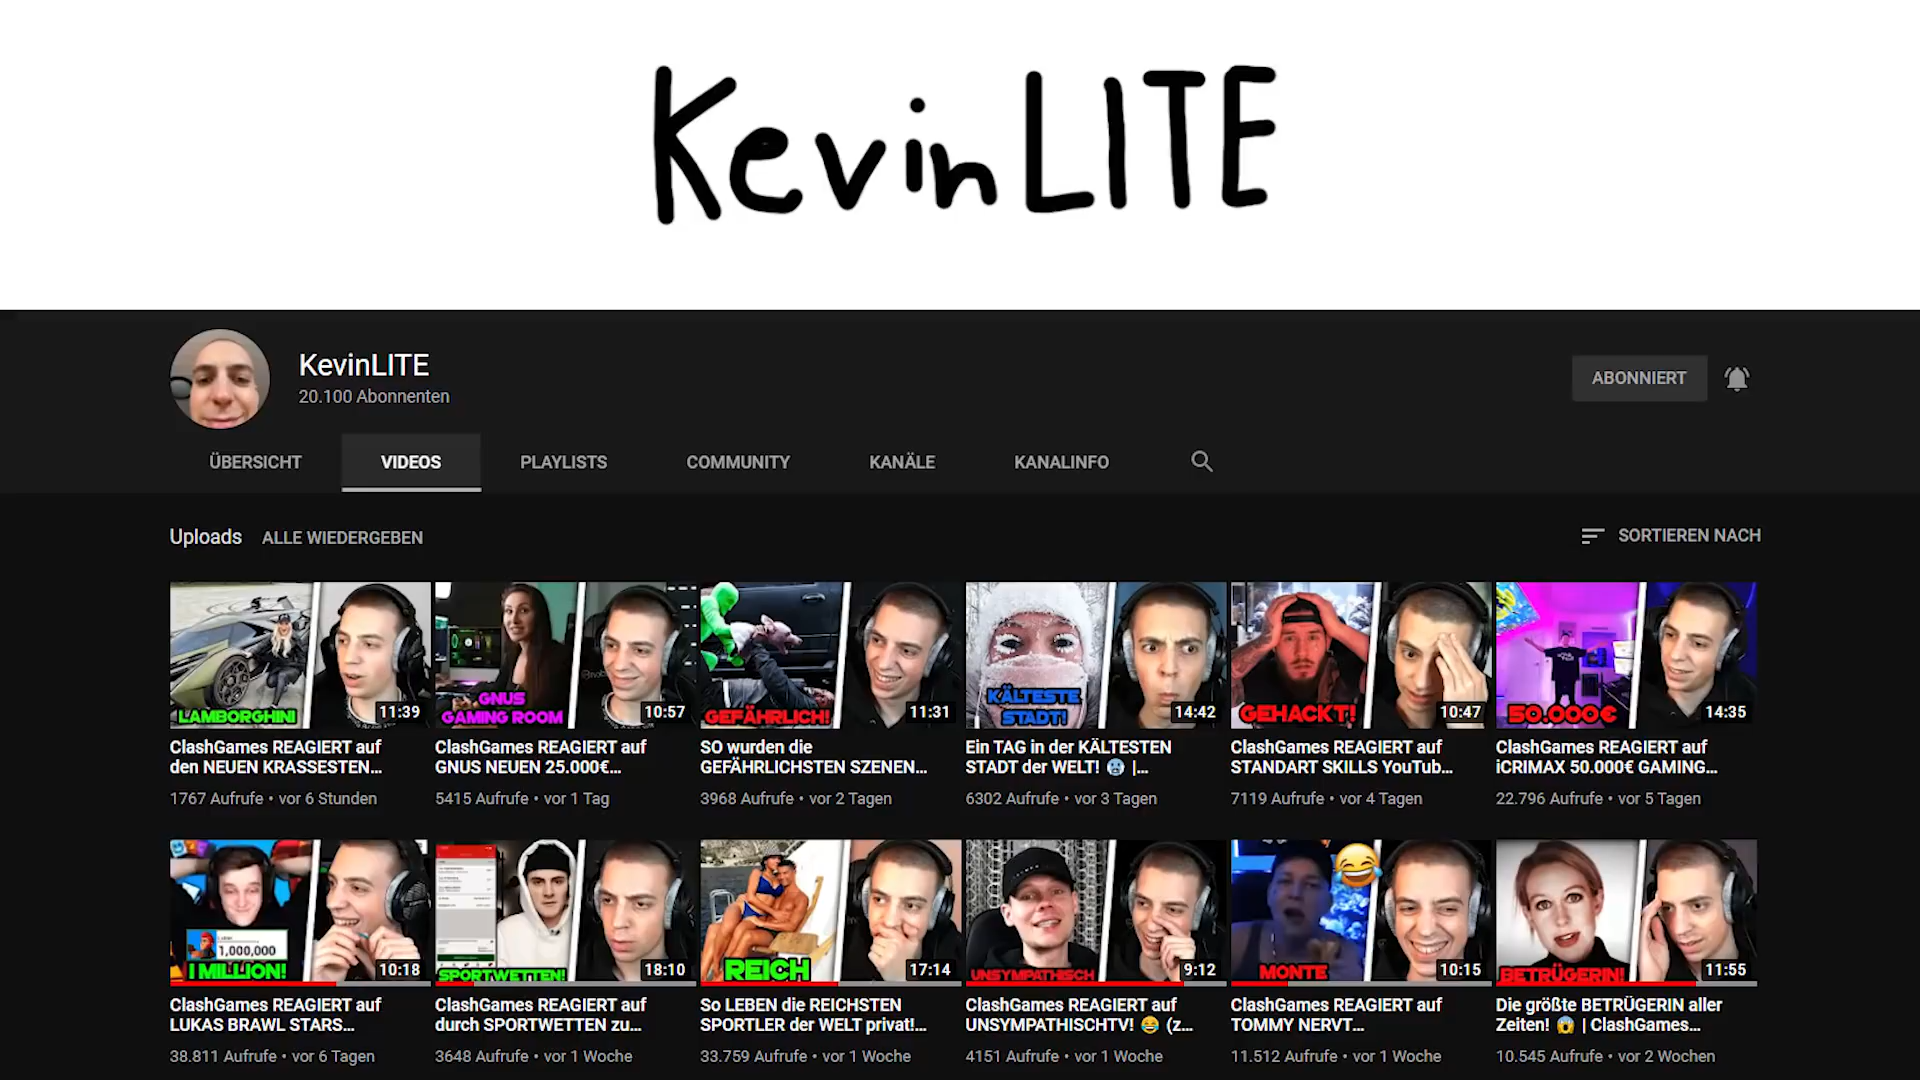 KevinLITE
KevinLITE
20.100 Abonnenten
ABONNIERT
ÜBERSICHT
VIDEOS
PLAYLISTS
COMMUNITY
KANÄLE
KANALINFO
Uploads
ALLE WIEDERGEBEN
SORTIEREN NACH
LAMBORGHINI
11:39
ClashGames REAGIERT auf
den NEUEN KRASSESTEN...
1767 Aufrufe • vor 6 Stunden
GNUS
GAMING ROOM
10:57
ClashGames REAGIERT auf
GNUS NEUEN 25.000€...
5415 Aufrufe • vor 1 Tag
GEFÄHRLICH!
11:31
SO wurden die
GEFÄHRLICHSTEN SZENEN...
3968 Aufrufe • vor 2 Tagen
KÄLTESTE
STADT!
14:42
Ein TAG in der KÄLTESTEN
STADT der WELT! 🥶 |...
6302 Aufrufe • vor 3 Tagen
GEHACKT!
10:47
ClashGames REAGIERT auf
STANDART SKILLS YouTub...
7119 Aufrufe • vor 4 Tagen
50.000€
14:35
ClashGames REAGIERT auf
iCRIMAX 50.000€ GAMING...
22.796 Aufrufe • vor 5 Tagen
1,000,000
1 MILLION!
10:18
ClashGames REAGIERT auf
LUKAS BRAWL STARS...
38.811 Aufrufe • vor 6 Tagen
SPORTWETTEN!
18:10
ClashGames REAGIERT auf
durch SPORTWETTEN zu...
3648 Aufrufe • vor 1 Woche
REICH
17:14
So LEBEN die REICHSTEN
SPORTLER der WELT privat!...
33.759 Aufrufe • vor 1 Woche
UNSYMPATHISCH
9:12
ClashGames REAGIERT auf
UNSYMPATHISCHTV! 😂 (z...
4151 Aufrufe • vor 1 Woche
MONTE
10:15
ClashGames REAGIERT auf
TOMMY NERVT...
11.512 Aufrufe • vor 1 Woche
BETRÜGERIN!
11:55
Die größte BETRÜGERIN aller
Zeiten! 😱 | ClashGames...
10.545 Aufrufe • vor 2 Wochen